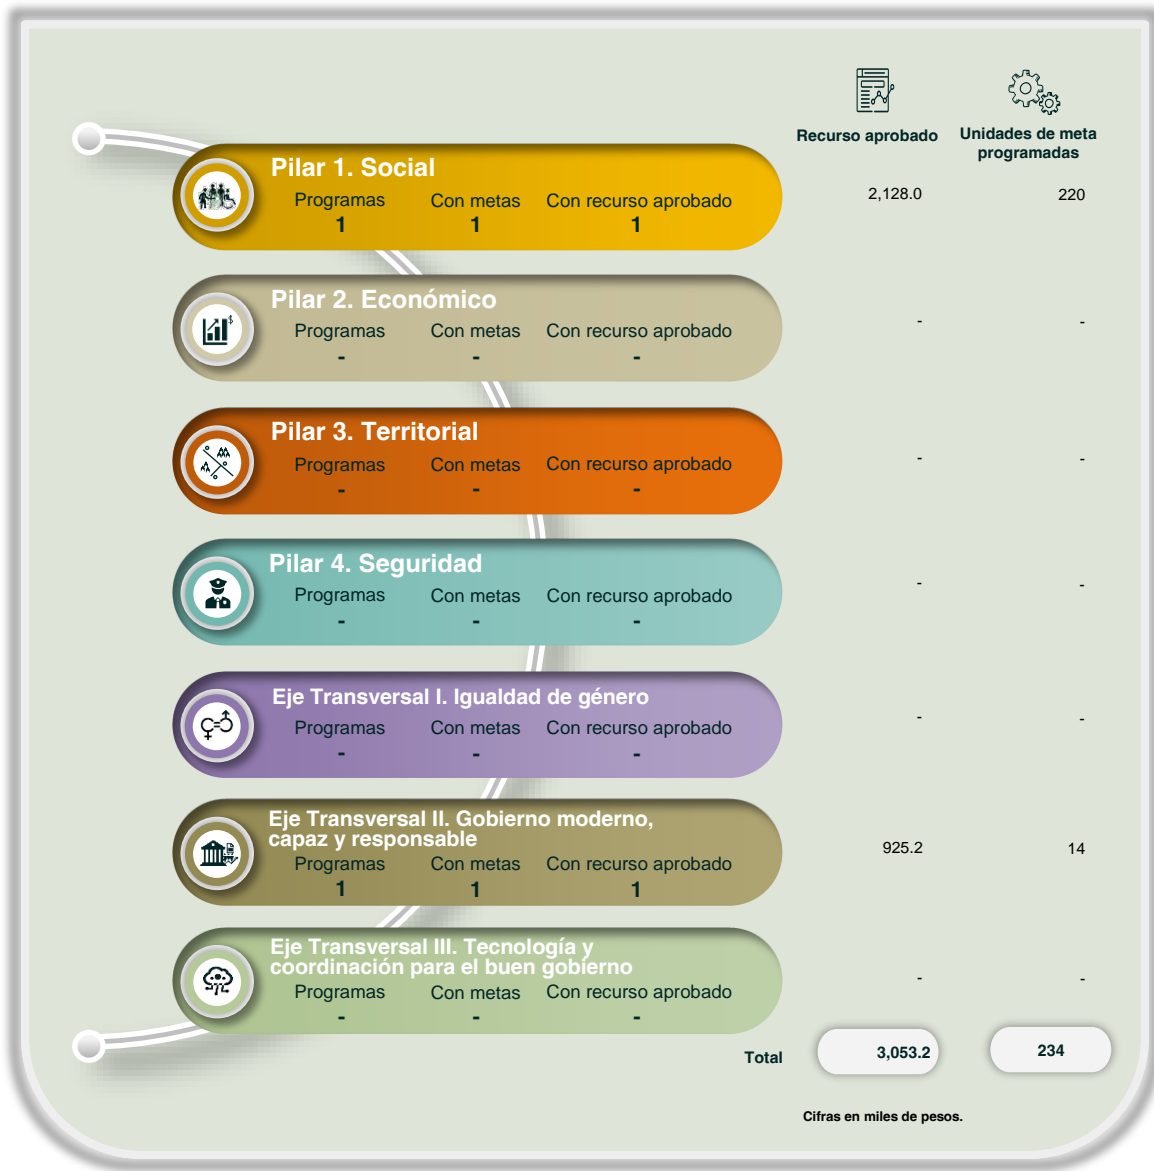 Recurso aprobado
Unidades de meta
programadas
Pilar 1. Social
Programas Con metas Con recurso aprobado
1 1 1
2,128.0 220
Pilar 2. Económico
Programas Con metas Con recurso aprobado
- - -
- -
Pilar 3. Territorial
Programas Con metas Con recurso aprobado
- - -
- -
Pilar 4. Seguridad
Programas Con metas Con recurso aprobado
- - -
- -
Eje Transversal I. Igualdad de género
Programas Con metas Con recurso aprobado
- - -
- -
Eje Transversal II. Gobierno moderno,
capaz y responsable
Programas Con metas Con recurso aprobado
1 1 1
925.2 14
Eje Transversal III. Tecnología y
coordinación para el buen gobierno
Programas Con metas Con recurso aprobado
- - -
- -
Total 3,053.2 234
Cifras en miles de pesos.